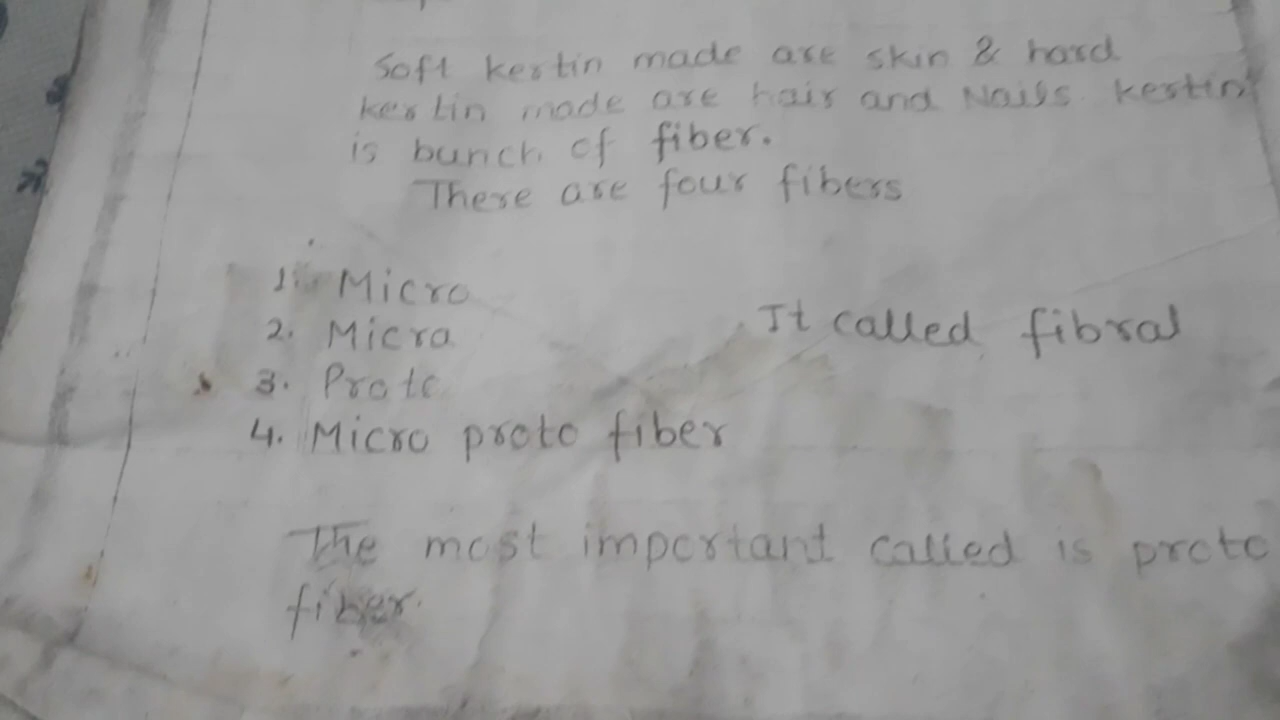 Soft kertin made are skin & hard
kertin made are hair and Nails. kertin
is bunch of fiber.
There are four fibers
1. Micro
2. Micra
It called fibral
3. Proto
4. Micro proto fiber
The most important called is proto
fiber.